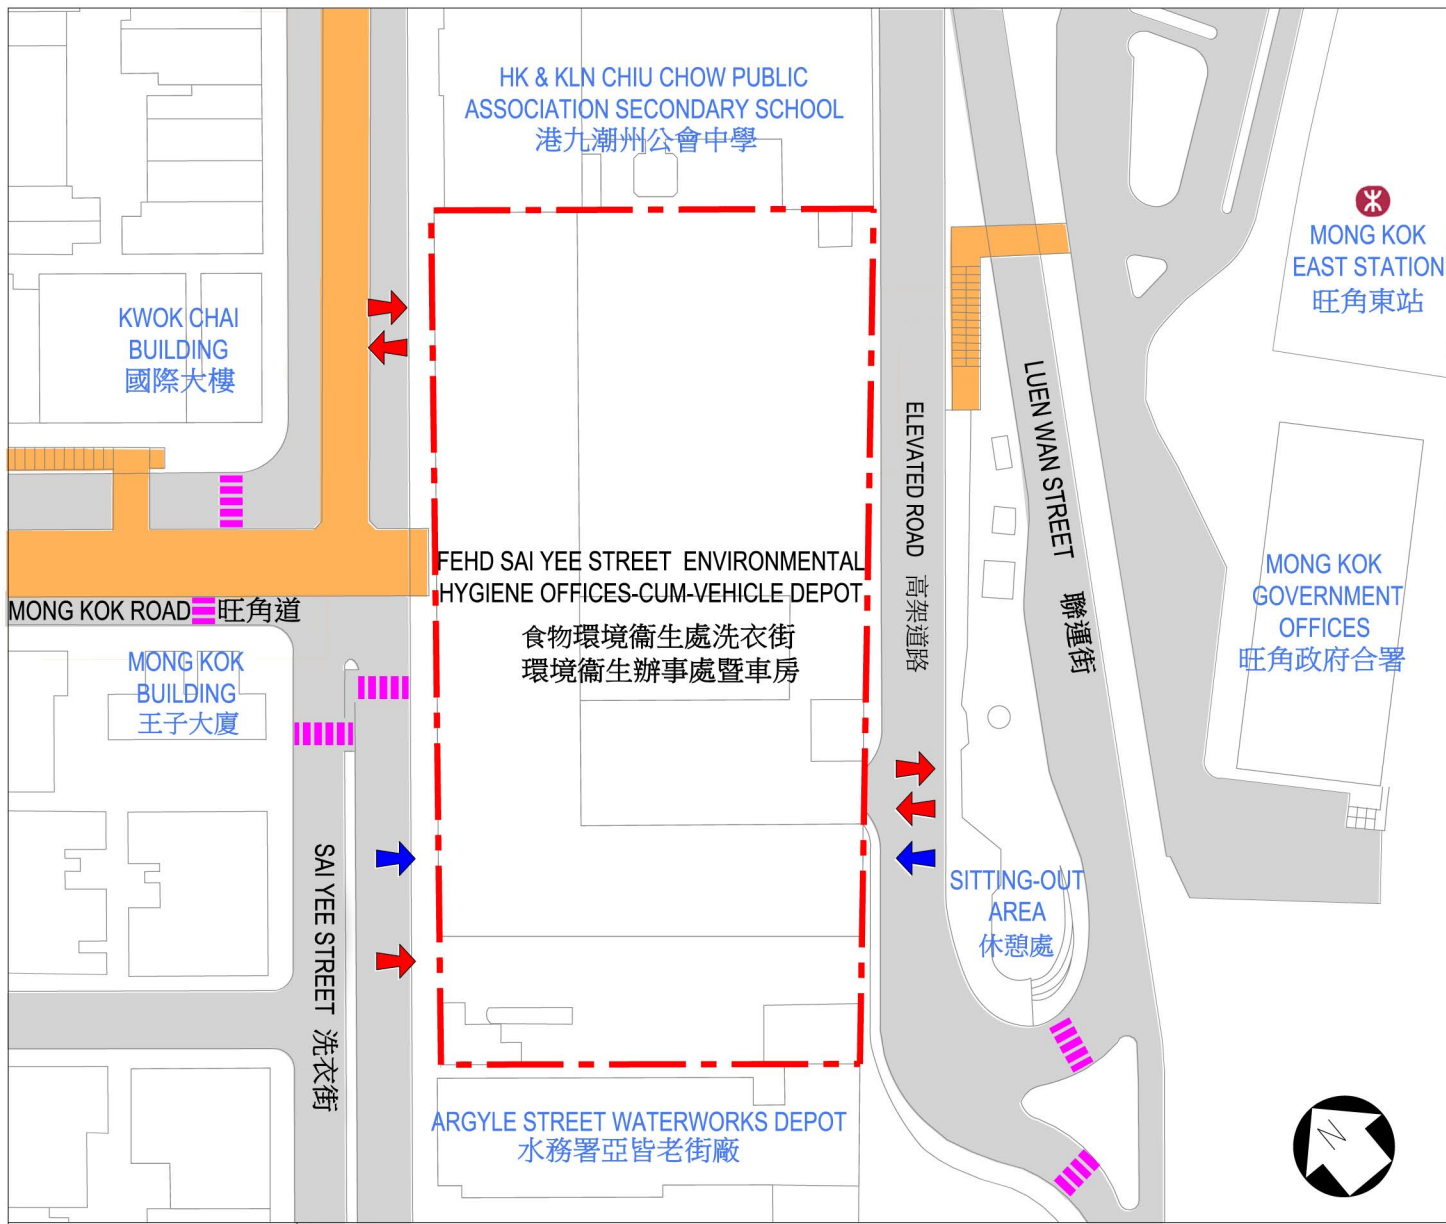 HK & KLN CHIU CHOW PUBLIC
ASSOCIATION SECONDARY SCHOOL
港九潮州公會中學
MONG KOK
EAST STATION
旺角東站
KWOK CHAI
BUILDING
國際大樓
LUEN WAN STREET 聯運街
ELEVATED ROAD 高架道路
FEHD SAI YEE STREET ENVIRONMENTAL
HYGIENE OFFICES-CUM-VEHICLE DEPOT
食物環境衞生處洗衣街
環境衞生辦事處暨車房
MONG KOK
GOVERNMENT
OFFICES
旺角政府合署
MONG KOK ROAD 旺角道
MONG KOK
BUILDING
王子大廈
SAI YEE STREET 洗衣街
SITTING-OUT
AREA
休憩處
ARGYLE STREET WATERWORKS DEPOT
水務署亞皆老街廠
N